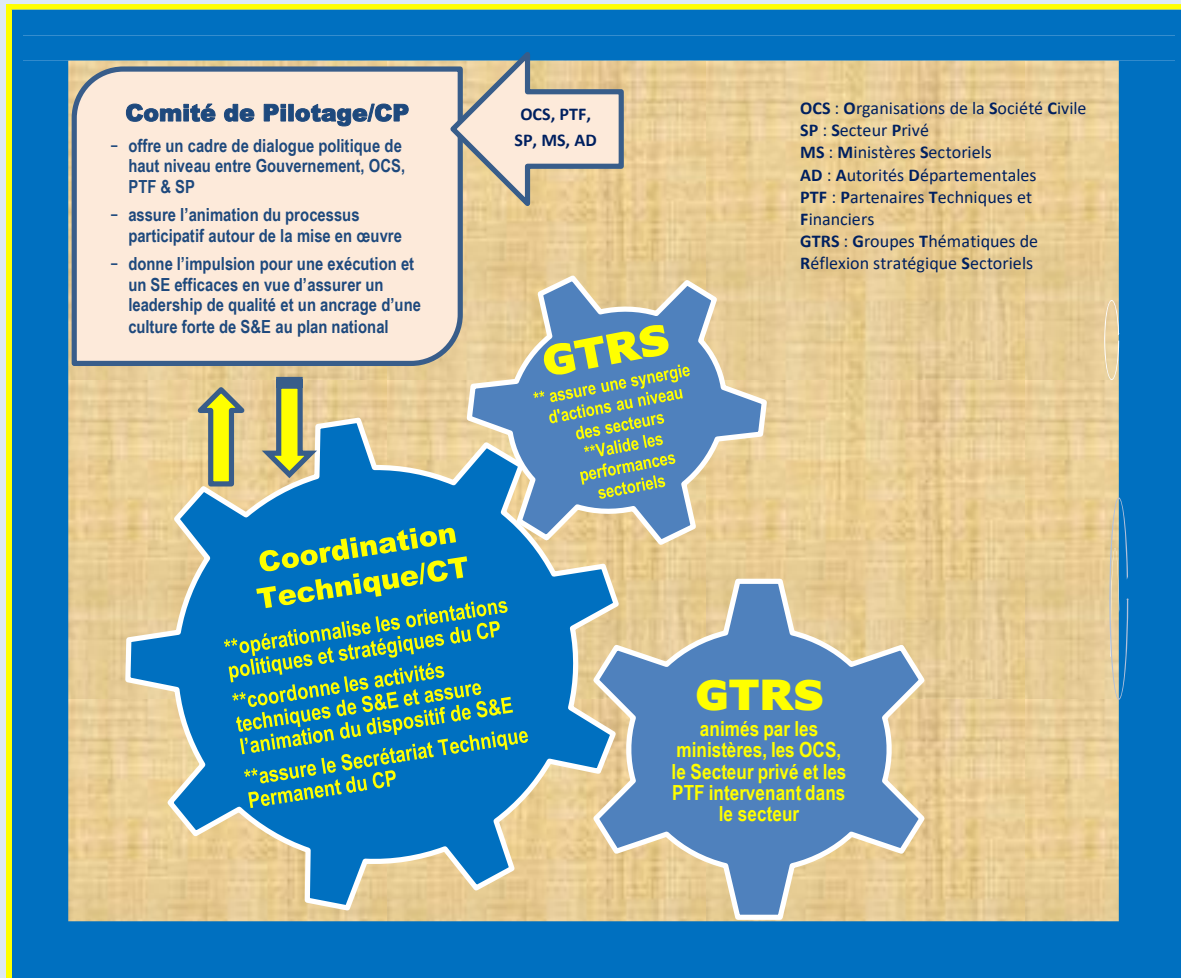 Comité de Pilotage/CP
- offre un cadre de dialogue politique de
haut niveau entre Gouvernement, OCS,
PTF & SP
- assure l’animation du processus
participatif autour de la mise en œuvre
- donne l’impulsion pour une exécution et
un SE efficaces en vue d’assurer un
leadership de qualité et un ancrage d’une
culture forte de S&E au plan national
OCS, PTF,
SP, MS, AD
OCS : Organisations de la Société Civile
SP : Secteur Privé
MS : Ministères Sectoriels
AD : Autorités Départementales
PTF : Partenaires Techniques et
Financiers
GTRS : Groupes Thématiques de
Réflexion stratégique Sectoriels
GTRS
** assure une synergie
d'actions au niveau
des secteurs
**Valide les
performances
sectoriels
Coordination
Technique/CT
**opérationnalise les orientations
politiques et stratégiques du CP
**coordonne les activités
techniques de S&E et assure
l’animation du dispositif de S&E
**assure le Secrétariat Technique
Permanent du CP
GTRS
animés par les
ministères, les OCS,
le Secteur privé et les
PTF intervenant dans
le secteur